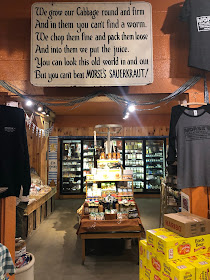 We grow our Cabbage round and firm
And in them you can't find a worm.
We chop them fine and pack them loose
And into them we put the juice.
You can look this old world in and out
But you can't beat MORSE'S SAUERKRAUT!